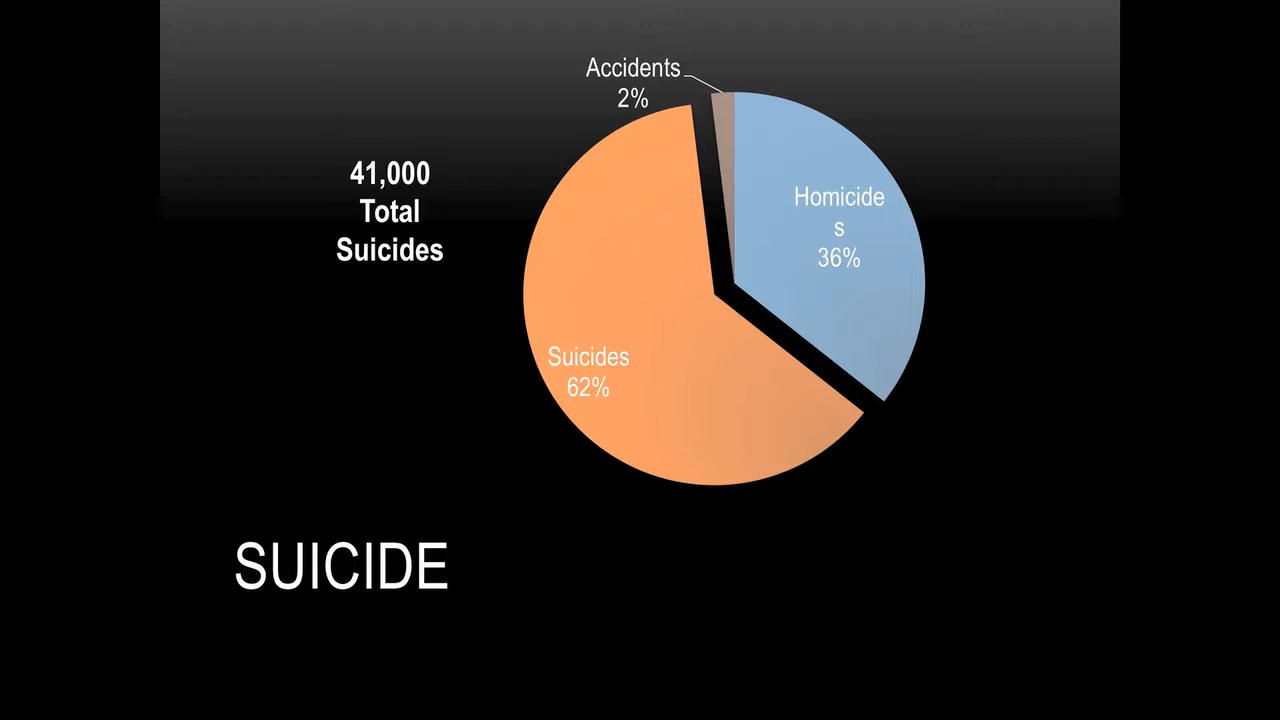 Accidents
2%
41,000
Total
Suicides
Homicide
s
36%
Suicides
62%
SUICIDE